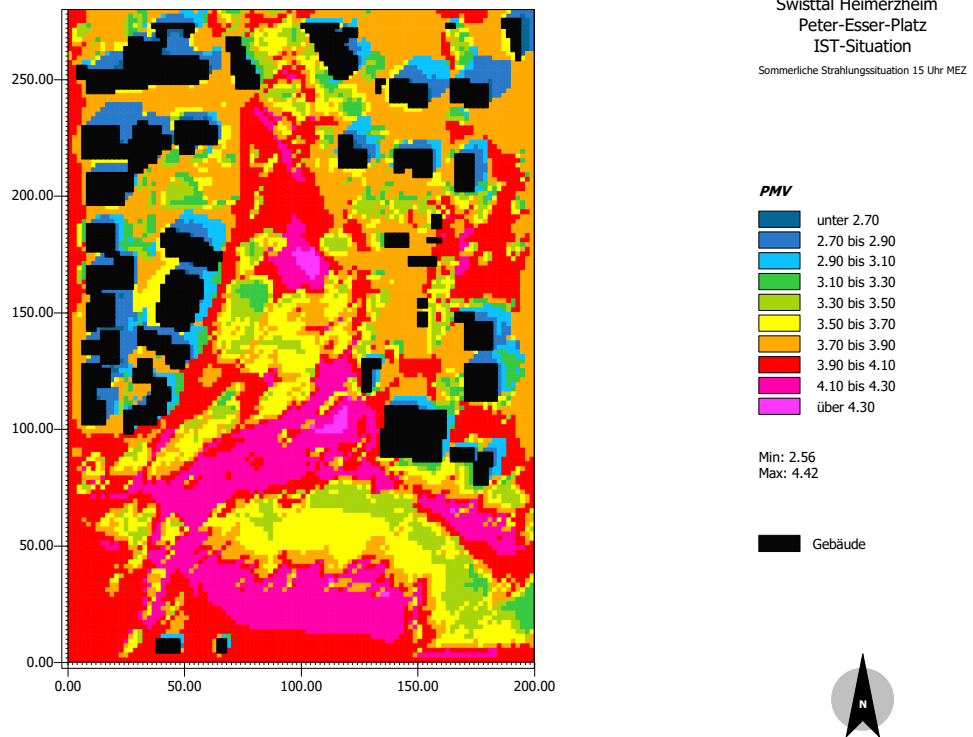 Swisttal Heimerzheim
Peter-Esser-Platz
IST-Situation
Sommerliche Strahlungssituation 15 Uhr MEZ
250.00
200.00
150.00
100.00
50.00
0.00
0.00 50.00 100.00 150.00 200.00
PMV
unter 2.70
2.70 bis 2.90
2.90 bis 3.10
3.10 bis 3.30
3.30 bis 3.50
3.50 bis 3.70
3.70 bis 3.90
3.90 bis 4.10
4.10 bis 4.30
über 4.30
Min: 2.56
Max: 4.42
Gebäude
N